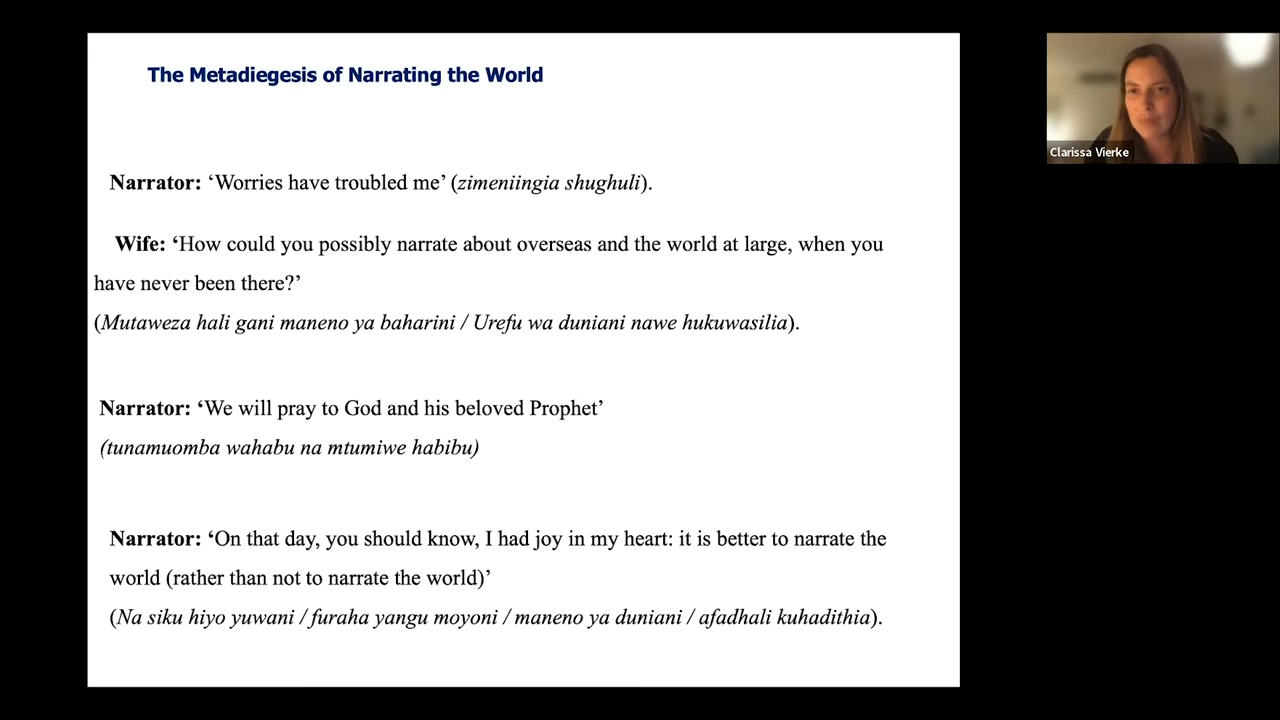 The Metadiegesis of Narrating the World
Clarissa Vierke
Narrator: ‘Worries have troubled me’ (zimeniingia shughuli).
Wife: ‘How could you possibly narrate about overseas and the world at large, when you
have never been there?’
(Mutaweza hali gani maneno ya baharini / Urefu wa duniani nawe hukuwasilia).
Narrator: ‘We will pray to God and his beloved Prophet’
(tunamuomba wahabu na mtumiwe habibu)
Narrator: ‘On that day, you should know, I had joy in my heart: it is better to narrate the
world (rather than not to narrate the world)’
(Na siku hiyo yuwani / furaha yangu moyoni / maneno ya duniani / afadhali kuhadithia).